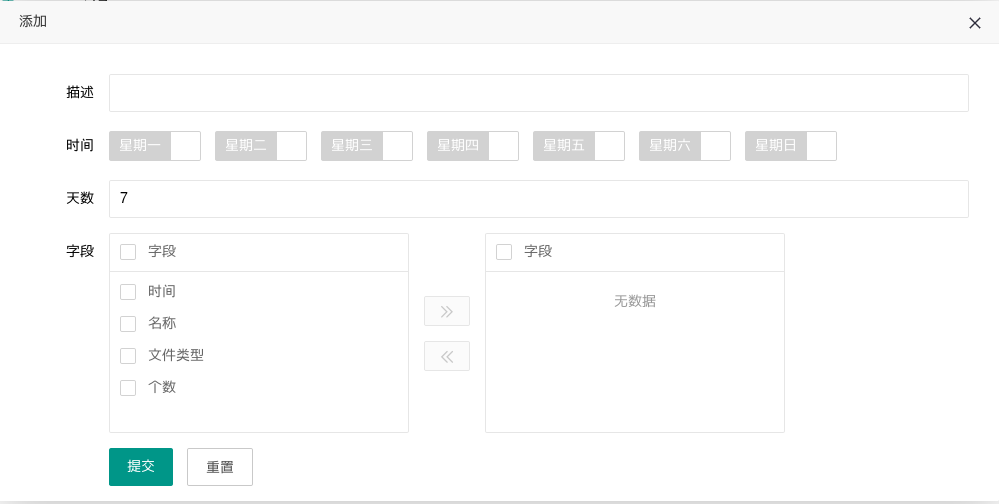 添加
描述
时间 星期一 星期二 星期三 星期四 星期五 星期六 星期日
天数 7
字段 字段 字段
时间 无数据
名称
文件类型
个数
提交 重置